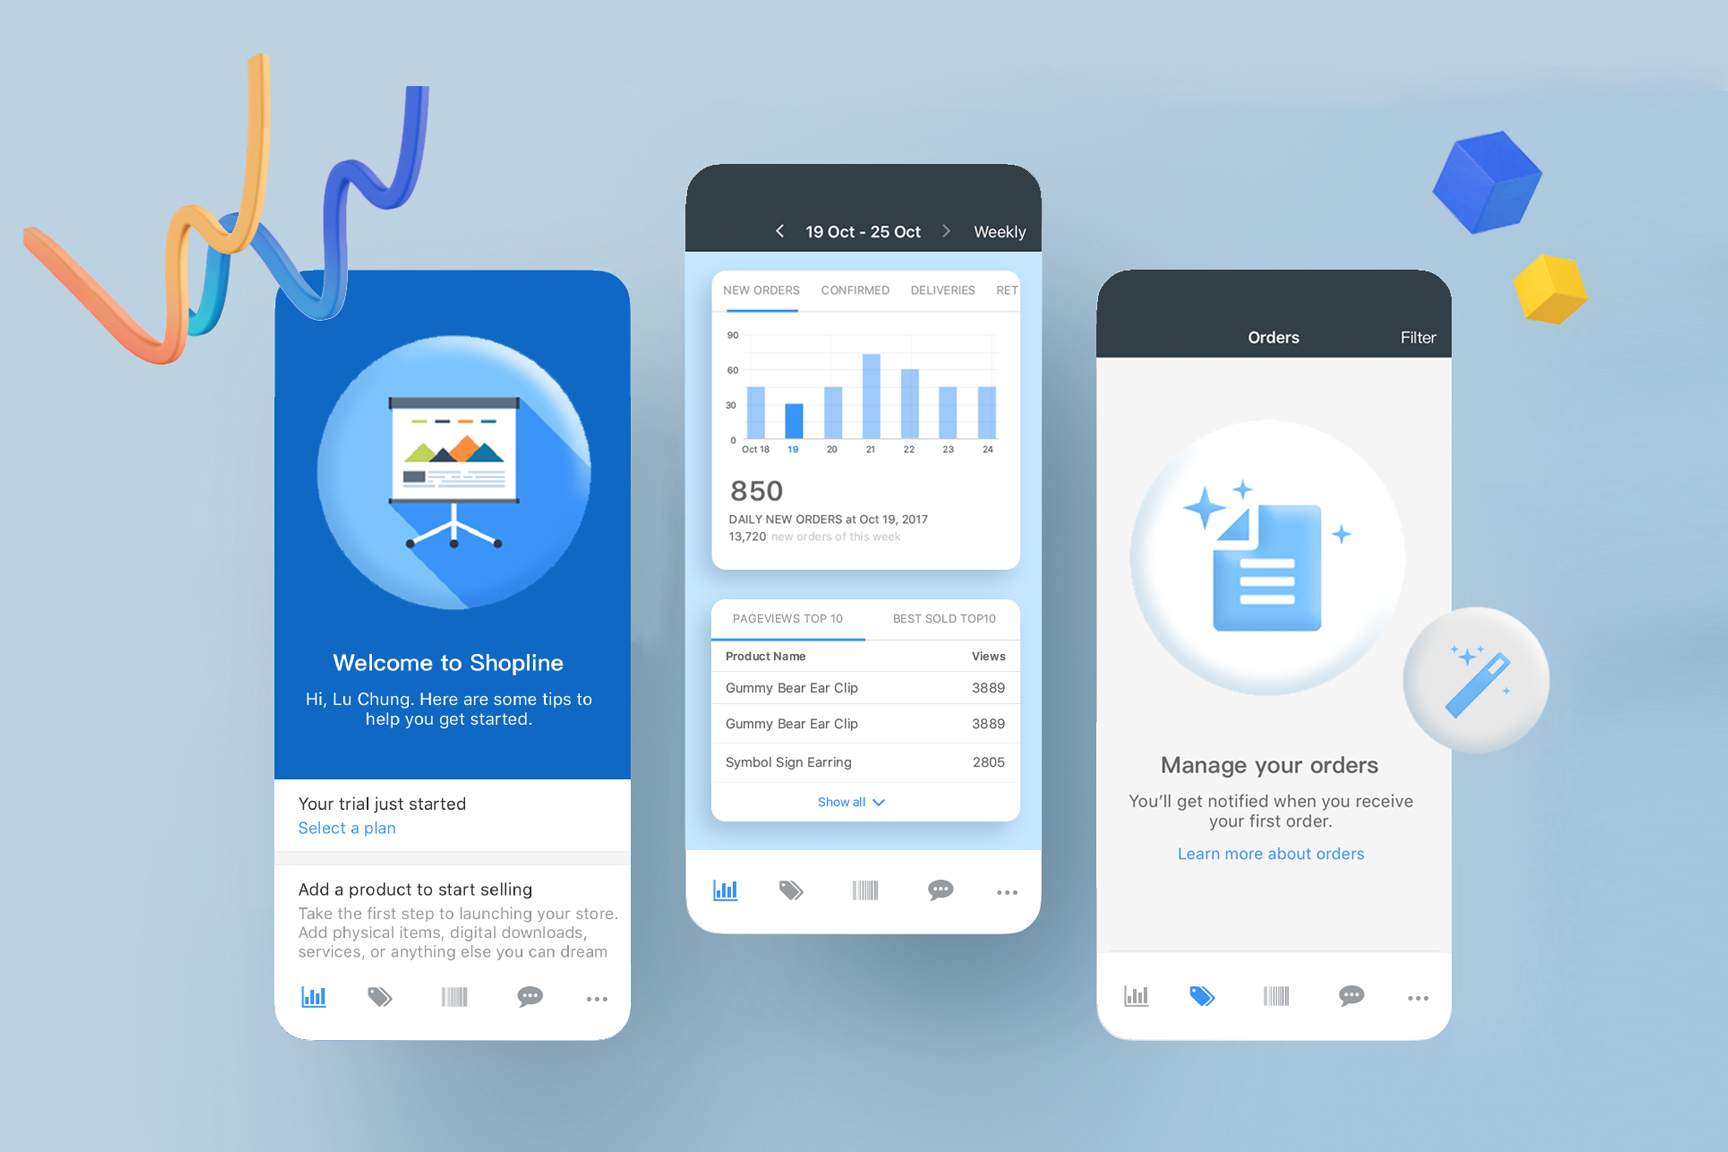 Welcome to Shopline
Hi, Lu Chung. Here are some tips to
help you get started.
Your trial just started
Select a plan
Add a product to start selling
Take the first step to launching your store.
Add physical items, digital downloads,
services, or anything else you can dream
19 Oct - 25 Oct Weekly
NEW ORDERS CONFIRMED DELIVERIES RET
90
60
30
0
Oct 18 19 20 21 22 23 24
850
DAILY NEW ORDERS at Oct 19, 2017
13,720 new orders of this week
PAGEVIEWS TOP 10 BEST SOLD TOP10
Product Name Views
Gummy Bear Ear Clip 3889
Gummy Bear Ear Clip 3889
Symbol Sign Earring 2805
Show all
Orders Filter
Manage your orders
You’ll get notified when you receive
your first order.
Learn more about orders